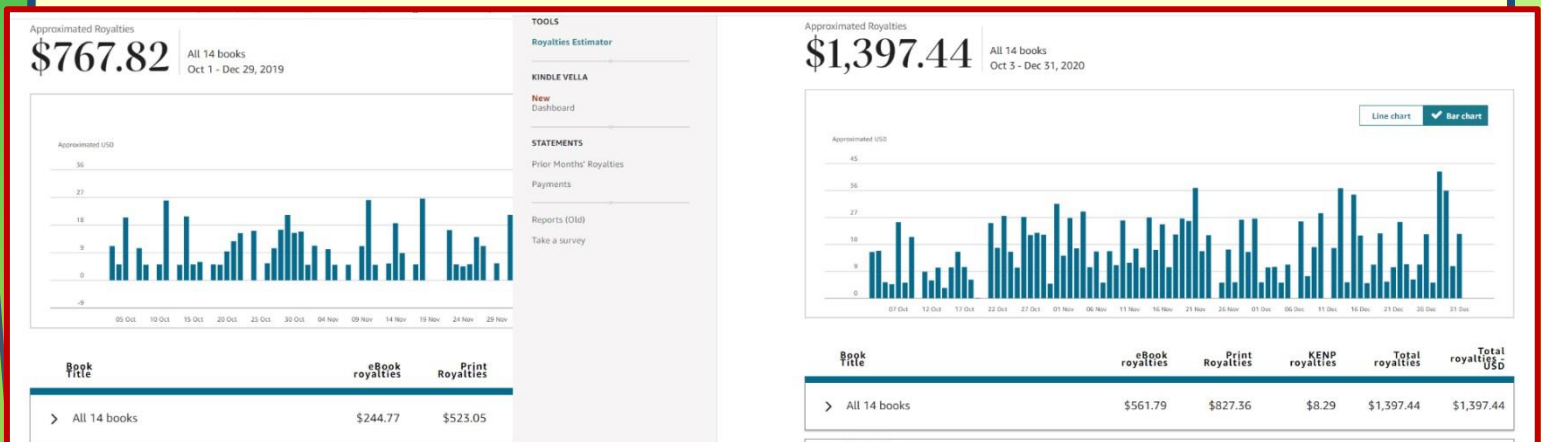 Approximated Royalties
$767.82
All 14 books
Oct 1 - Dec 29, 2019
Approximated USD
36
27
18
9
0
-9
05 Oct 10 Oct 15 Oct 20 Oct 25 Oct 30 Oct 04 Nov 09 Nov 14 Nov 19 Nov 24 Nov 29 Nov
Book Title eBook royalties Print Royalties
All 14 books $244.77 $523.05
TOOLS
Royalties Estimator
KINDLE VELLA
New
Dashboard
STATEMENTS
Prior Months' Royalties
Payments
Reports (Old)
Take a survey
Approximated Royalties
$1,397.44
All 14 books
Oct 3 - Dec 31, 2020
Line chart Bar chart
Approximated USD
45
36
27
18
9
0
07 Oct 12 Oct 17 Oct 22 Oct 27 Oct 01 Nov 06 Nov 11 Nov 16 Nov 21 Nov 26 Nov 01 Dec 06 Dec 11 Dec 16 Dec 21 Dec 26 Dec 31 Dec
Book Title eBook royalties Print Royalties KENP royalties Total royalties Total royalties - USD
All 14 books $561.79 $827.36 $8.29 $1,397.44 $1,397.44